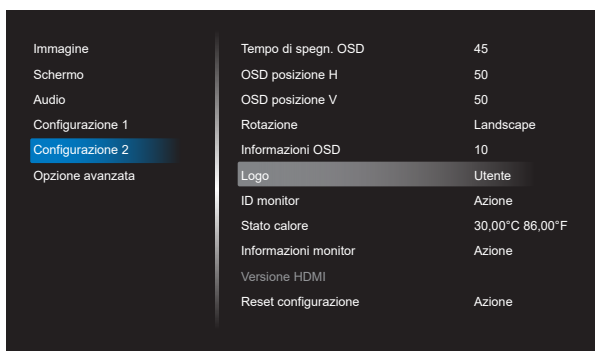 Immagine
Schermo
Audio
Configurazione 1
Configurazione 2
Opzione avanzata
Tempo di spegn. OSD 45
OSD posizione H 50
OSD posizione V 50
Rotazione Landscape
Informazioni OSD 10
Logo Utente
ID monitor Azione
Stato calore 30,00°C 86,00°F
Informazioni monitor Azione
Versione HDMI
Reset configurazione Azione